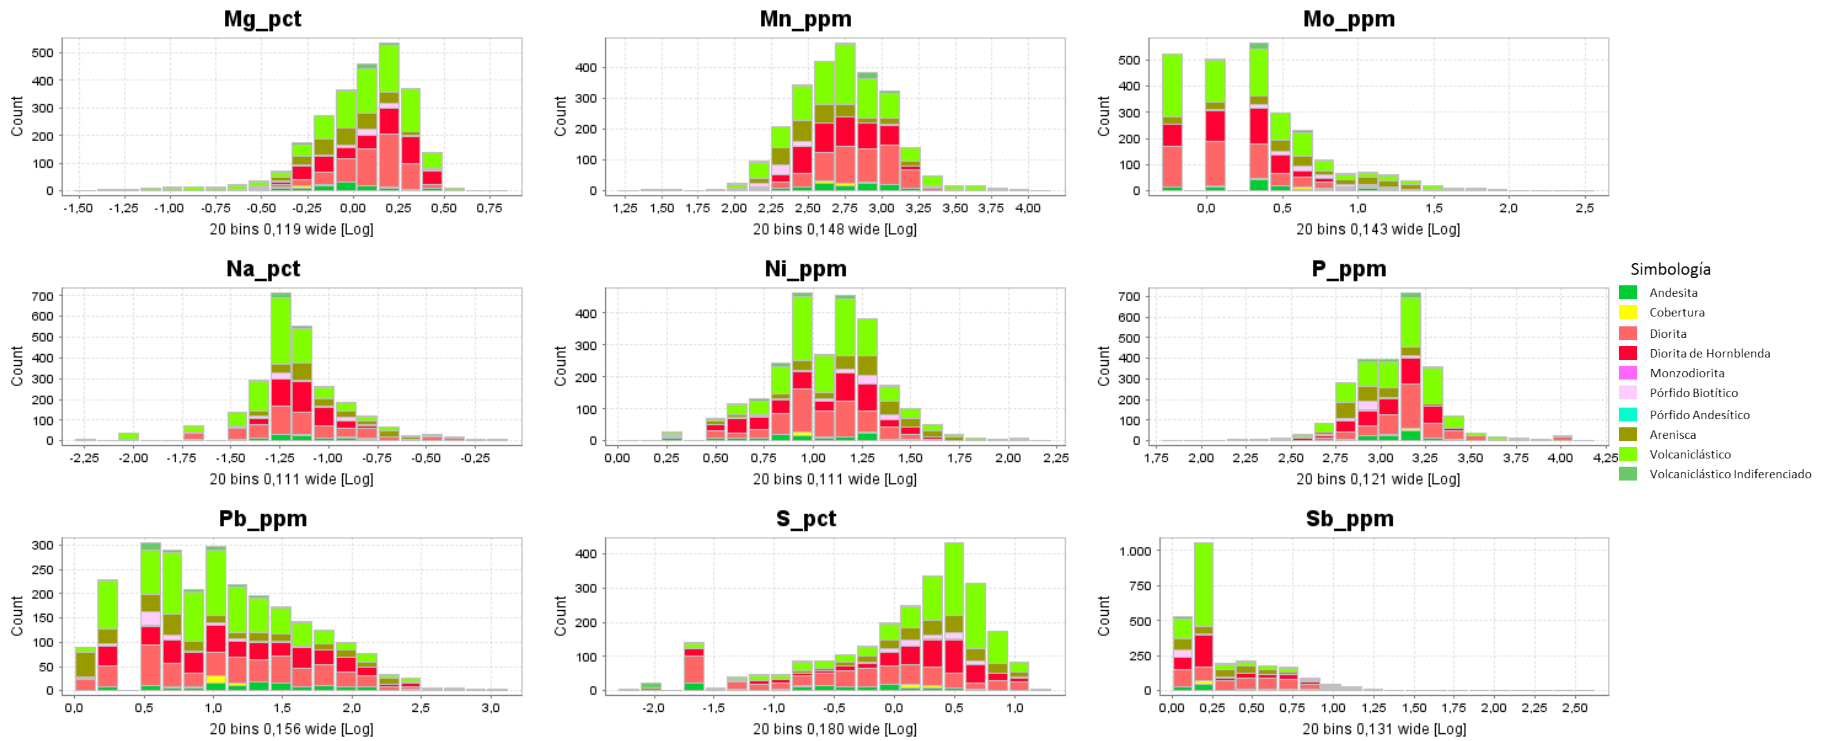 Mg_pct
Count
500
400
300
200
100
0
-1,50 -1,25 -1,00 -0,75 -0,50 -0,25 0,00 0,25 0,50 0,75
20 bins 0,119 wide [Log]
Mn_ppm
Count
400
300
200
100
0
1,25 1,50 1,75 2,00 2,25 2,50 2,75 3,00 3,25 3,50 3,75 4,00
20 bins 0,148 wide [Log]
Mo_ppm
Count
500
400
300
200
100
0
0,0 0,5 1,0 1,5 2,0 2,5
20 bins 0,143 wide [Log]
Na_pct
Count
700
600
500
400
300
200
100
0
-2,25 -2,00 -1,75 -1,50 -1,25 -1,00 -0,75 -0,50 -0,25
20 bins 0,111 wide [Log]
Ni_ppm
Count
400
300
200
100
0
0,00 0,25 0,50 0,75 1,00 1,25 1,50 1,75 2,00 2,25
20 bins 0,111 wide [Log]
P_ppm
Count
700
600
500
400
300
200
100
0
1,75 2,00 2,25 2,50 2,75 3,00 3,25 3,50 3,75 4,00 4,25
20 bins 0,121 wide [Log]
Simbología
Andesita
Cobertura
Diorita
Diorita de Hornblenda
Monzodiorita
Pórfido Biotítico
Pórfido Andesítico
Arenisca
Volcaniclástico
Volcaniclástico Indiferenciado
Pb_ppm
Count
300
250
200
150
100
50
0
0,0 0,5 1,0 1,5 2,0 2,5 3,0
20 bins 0,156 wide [Log]
S_pct
Count
400
300
200
100
0
-2,0 -1,5 -1,0 -0,5 0,0 0,5 1,0
20 bins 0,180 wide [Log]
Sb_ppm
Count
1.000
750
500
250
0
0,00 0,25 0,50 0,75 1,00 1,25 1,50 1,75 2,00 2,25 2,50
20 bins 0,131 wide [Log]